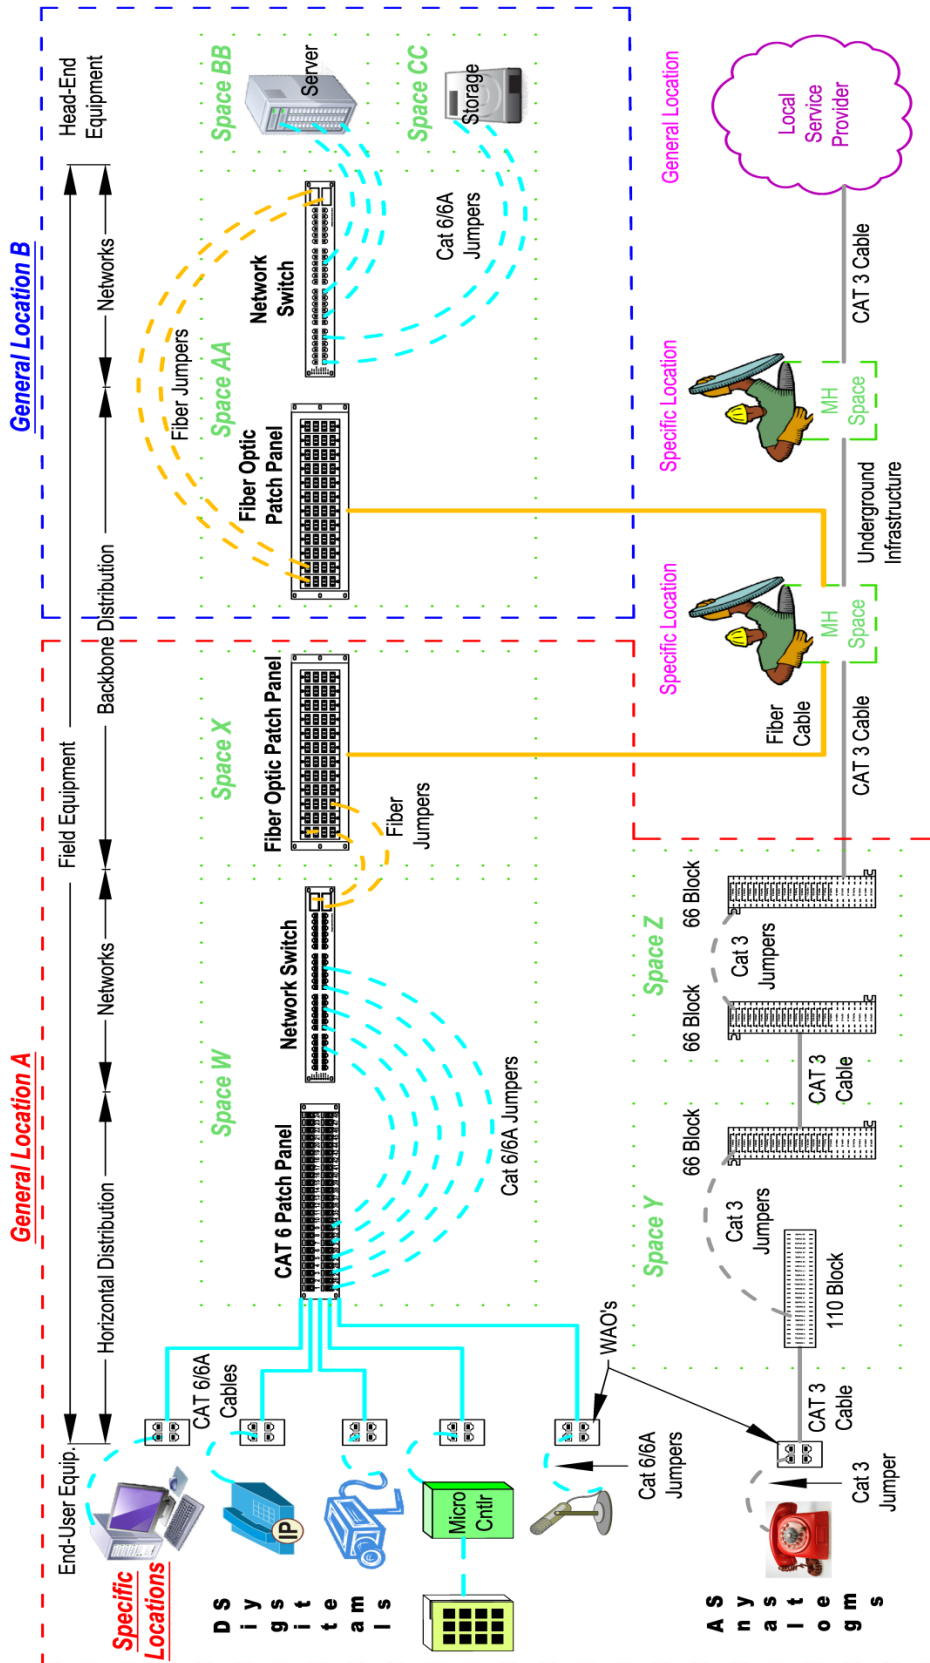 General Location A
General Location B
Field Equipment
Head-End
Equipment
End-User Equip.
Horizontal Distribution
Networks
Backbone Distribution
Networks
Specific
Locations
Space W
Space X
Space AA
Space BB
Space CC
CAT 6/6A
Cables
CAT 6 Patch Panel
Network Switch
Fiber Optic Patch Panel
Fiber Optic
Patch Panel
Fiber Jumpers
Network
Switch
Server
Storage
Digital
Systems
IP
Micro
Cntlr
Cat 6/6A
Jumpers
WAO's
Cat 6/6A Jumpers
Fiber
Jumpers
Cat 6/6A
Jumpers
Specific Location
Specific Location
General Location
Local
Service
Provider
Space Y
Space Z
66 Block
66 Block
66 Block
Cat 3
Jumpers
Cat 3
Jumpers
Fiber
Cable
MH
Space
MH
Space
Analog
Systems
Cat 3
Jumper
CAT 3
Cable
110 Block
CAT 3
Cable
CAT 3 Cable
Underground
Infrastructure
CAT 3 Cable